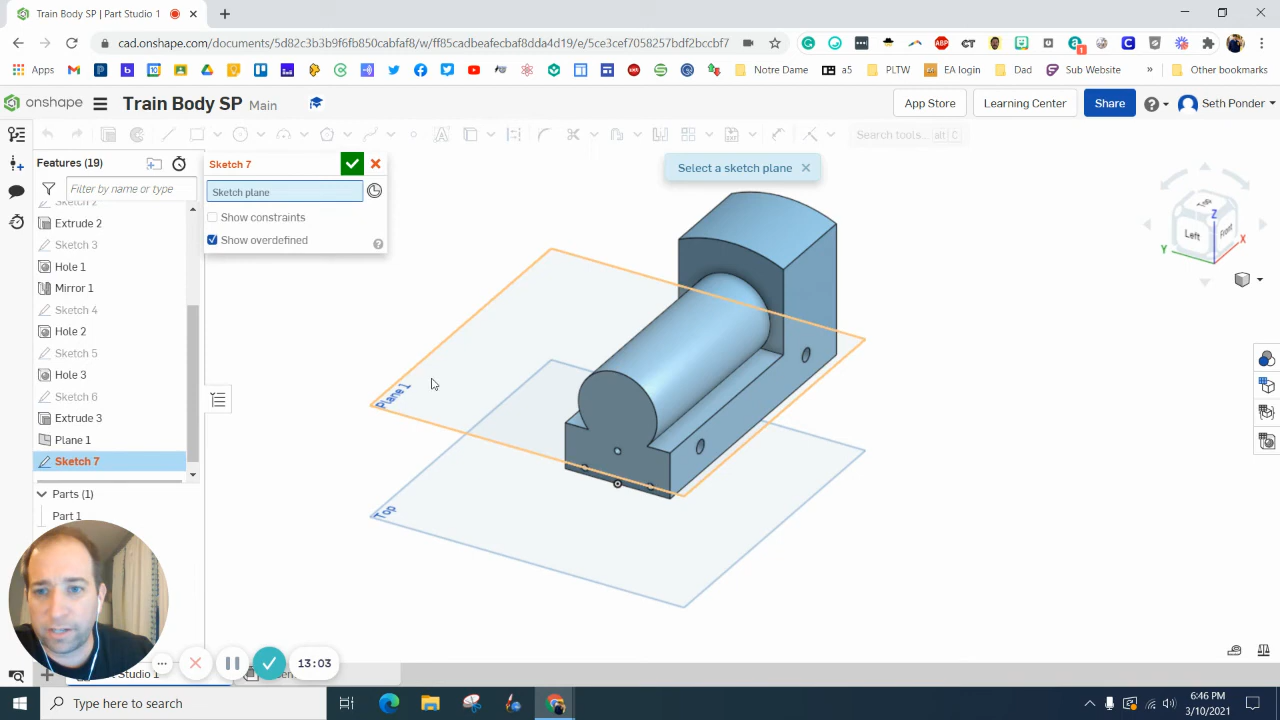 Train Body SP | Part Studio 1
cad.onshape.com/documents/5d82c3b3b9f6fb852cabfaf8/w/ff85cadbafecfaf8dda4d19/e/5ce3cef7058257bdf2bccbf7
Apps
Notre Dame
a5
PLTW
EA login
Dad
Sub Website
»
Other bookmarks
onshape
Train Body SP
Main
App Store
Learning Center
Share
Seth Ponder
Search tools...
alt
C
Features (19)
Filter by name or type
Sketch 2
Extrude 2
Sketch 3
Hole 1
Mirror 1
Sketch 4
Hole 2
Sketch 5
Hole 3
Sketch 6
Extrude 3
Plane 1
Sketch 7
Parts (1)
Part 1
Sketch 7
Sketch plane
Show constraints
Show overdefined
Select a sketch plane
Plane 1
Top
Top
Left
Front
Z
X
Y
13:03
Type here to search
6:46 PM
3/10/2021